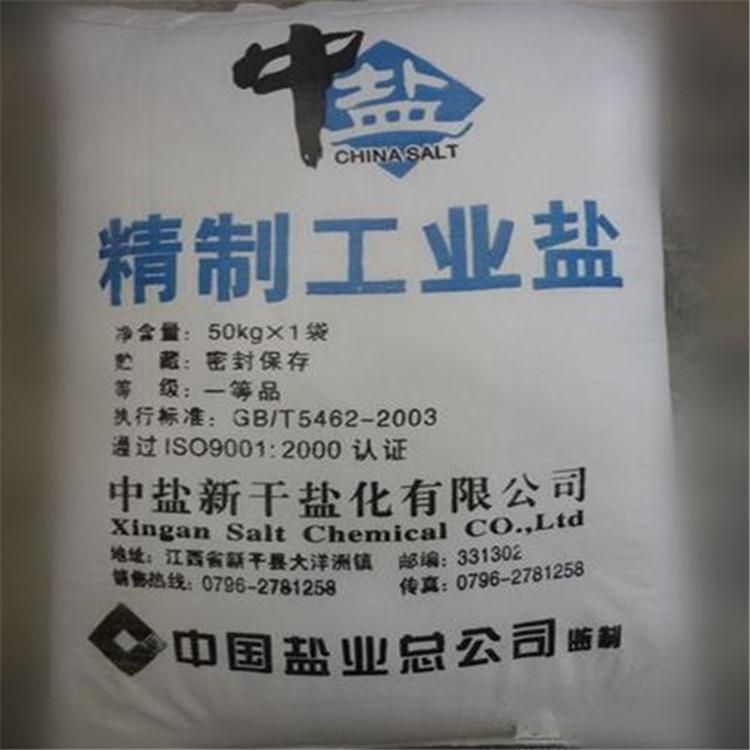 中盐
CHINA SALT
精制工业盐
净含量：50kg×1袋
贮 藏：密封保存
等 级：一等品
执行标准：GB/T5462-2003
通过ISO9001:2000认证
中盐新干盐化有限公司
Xingan Salt Chemical CO.,Ltd
地址：江西省新干县大洋洲镇 邮编：331302
销售热线：0796-2781258 传真：0796-2781258
中国盐业总公司监制